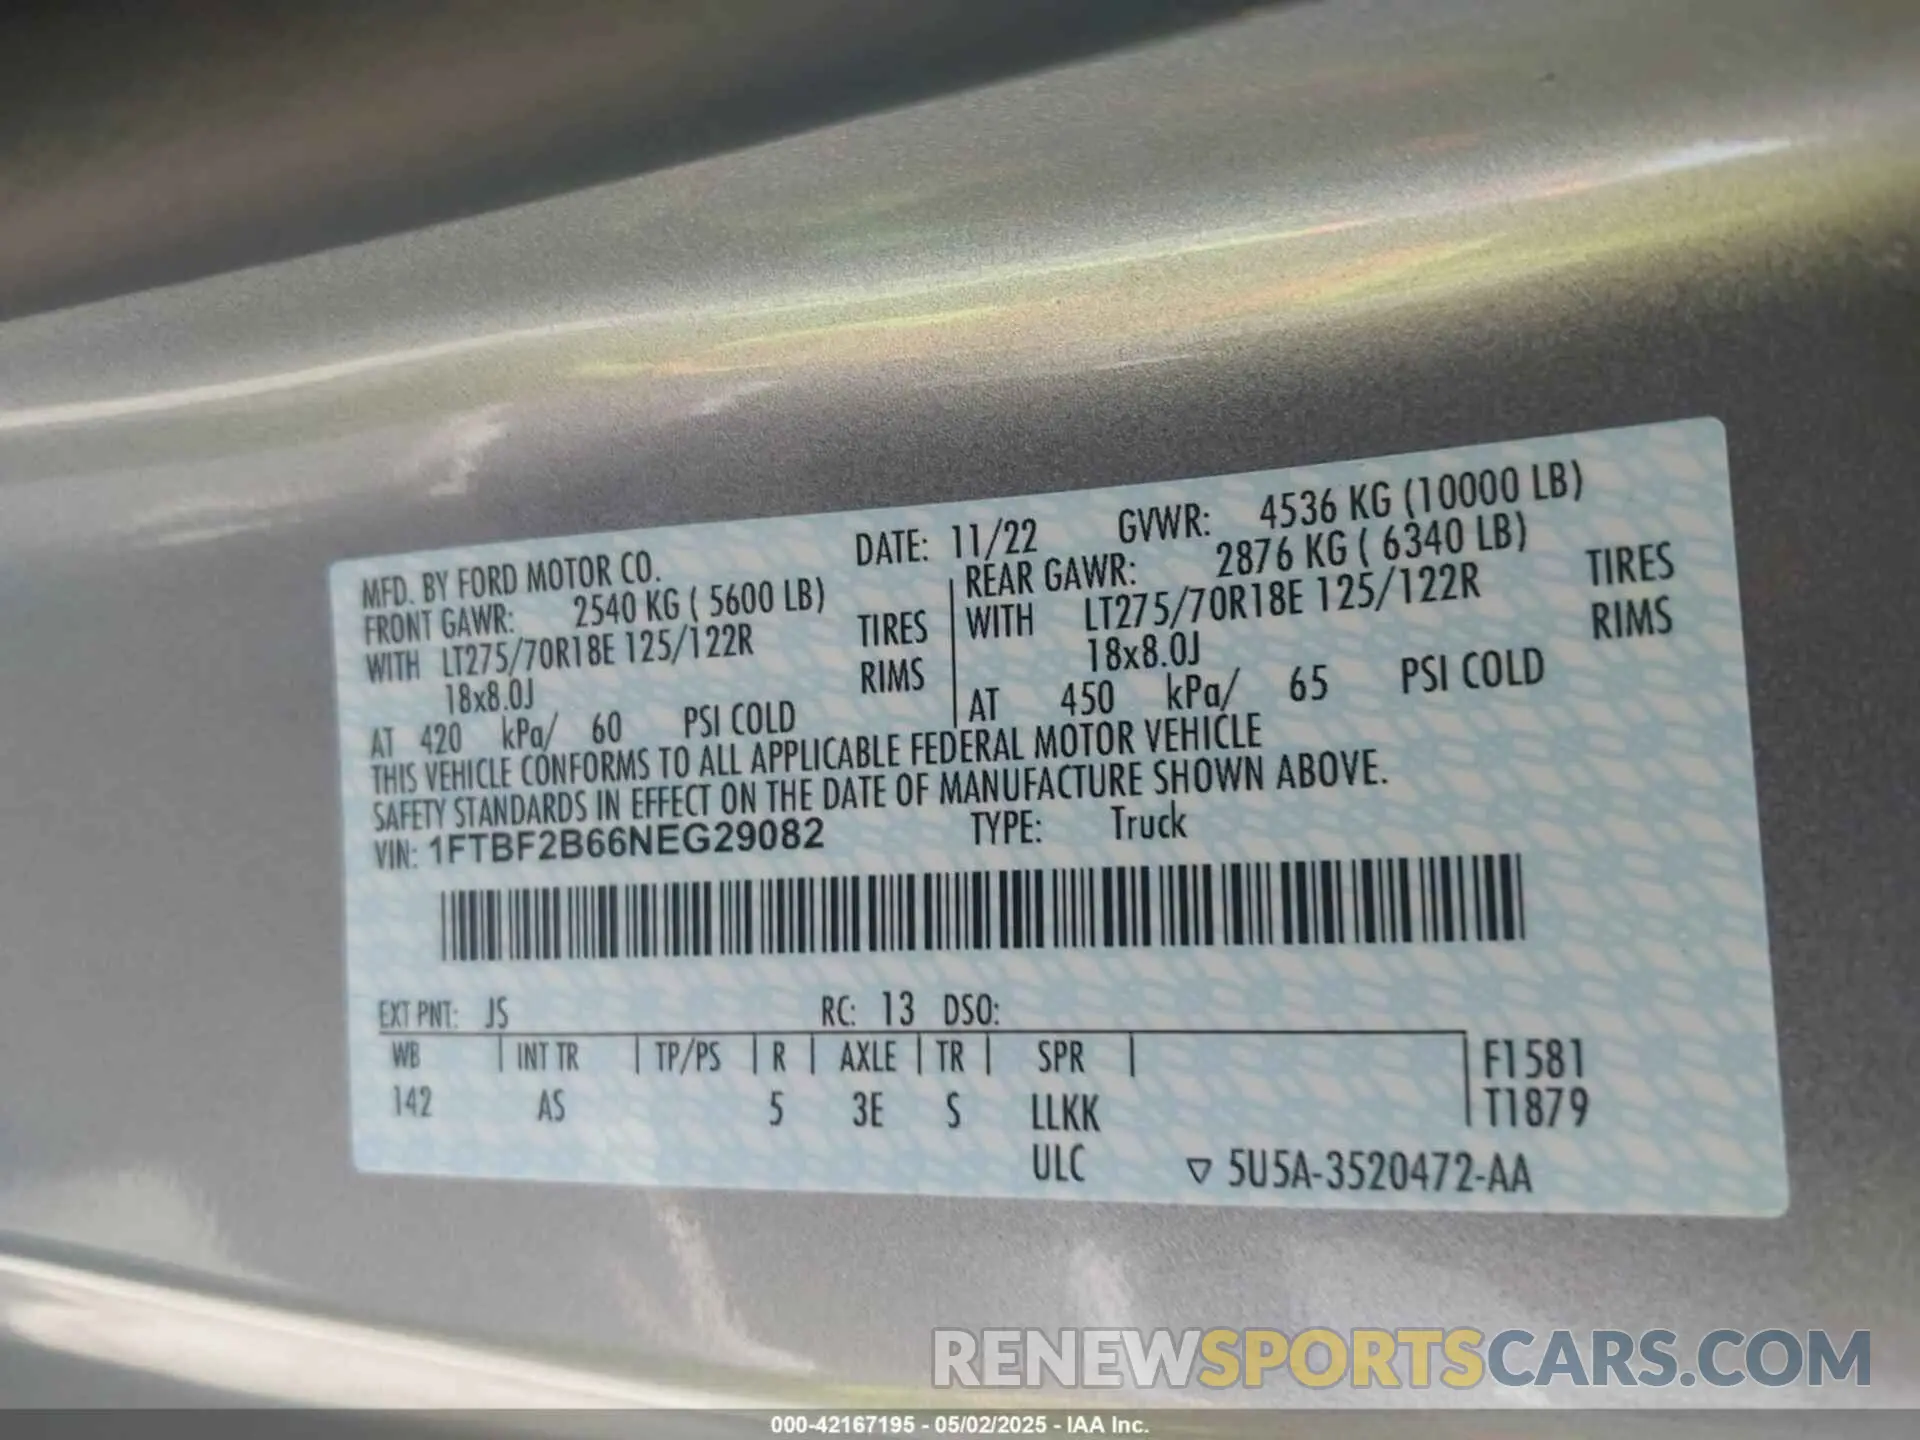 MFD. BY FORD MOTOR CO. DATE: 11/22 GVWR: 4536 KG (10000 LB)
FRONT GAWR: 2540 KG ( 5600 LB)
WITH LT275/70R18E 125/122R TIRES
18x8.0J RIMS
AT 420 kPa/ 60 PSI COLD
REAR GAWR: 2876 KG ( 6340 LB)
WITH LT275/70R18E 125/122R TIRES
18x8.0J RIMS
AT 450 kPa/ 65 PSI COLD
THIS VEHICLE CONFORMS TO ALL APPLICABLE FEDERAL MOTOR VEHICLE
SAFETY STANDARDS IN EFFECT ON THE DATE OF MANUFACTURE SHOWN ABOVE.
VIN: 1FTBF2B66NEG29082 TYPE: Truck
EXT PNT: JS RC: 13 DSO:
WB INT TR TP/PS R AXLE TR SPR F1581
142 AS 5 3E S LLKK T1879
ULC ▽ 5U5A-3520472-AA
RENEWSPORTSCARS.COM
000-42167195 - 05/02/2025 - IAA Inc.